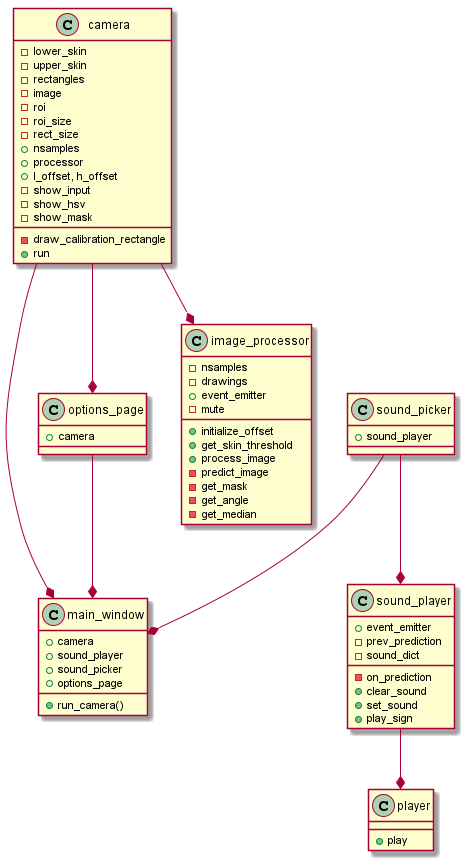 C camera
lower_skin
upper_skin
rectangles
image
roi
roi_size
rect_size
nsamples
processor
l_offset, h_offset
show_input
show_hsv
show_mask
draw_calibration_rectangle
run
C image_processor
nsamples
drawings
event_emitter
mute
initialize_offset
get_skin_threshold
process_image
predict_image
get_mask
get_angle
get_median
C options_page
camera
C sound_picker
sound_player
C main_window
camera
sound_player
sound_picker
options_page
run_camera()
C sound_player
event_emitter
prev_prediction
sound_dict
on_prediction
clear_sound
set_sound
play_sign
C player
play